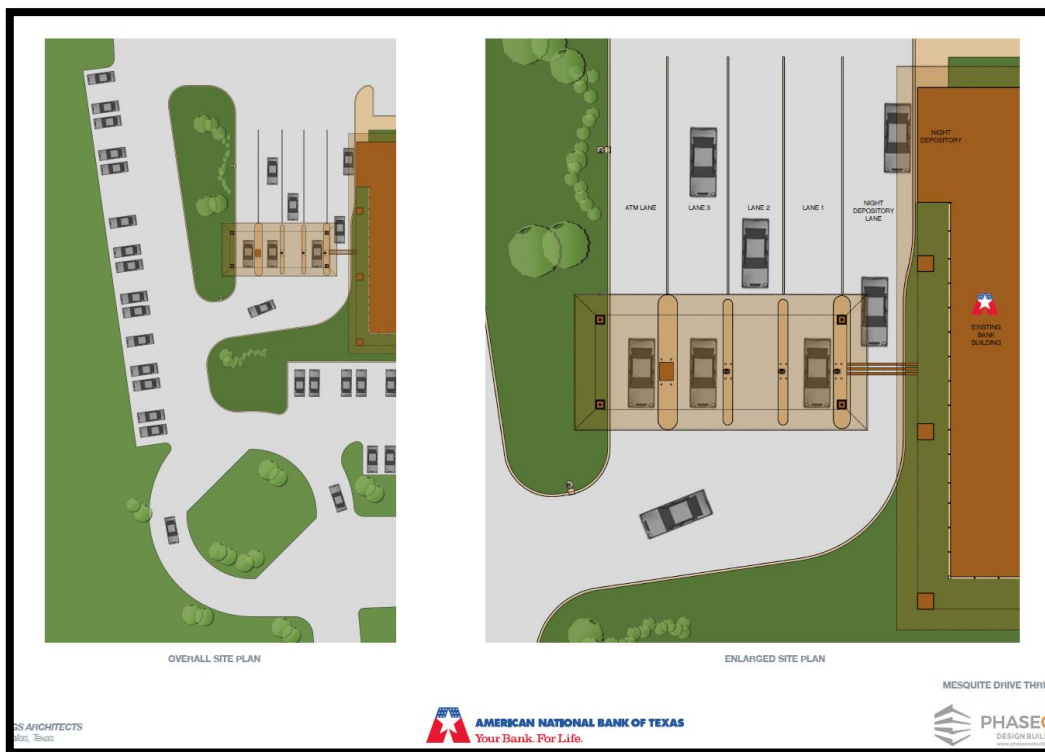 NIGHT
DEPOSITORY
ATM LANE
LANE 3
LANE 2
LANE 1
NIGHT
DEPOSITORY
LANE
EXISTING
BANK
BUILDING
OVERALL SITE PLAN
ENLARGED SITE PLAN
MESQUITE DRIVE THR
GS ARCHITECTS
Texas
AMERICAN NATIONAL BANK OF TEXAS
Your Bank. For Life.
PHASE
DESIGN BUIL